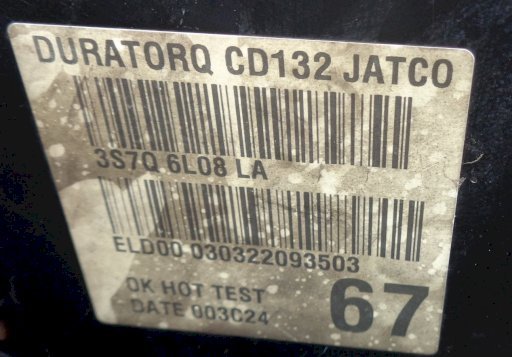 DURATORQ CD132 JATCO
3S7Q 6L08 LA
ELD00 030322093503
OK HOT TEST
DATE 003C24
67